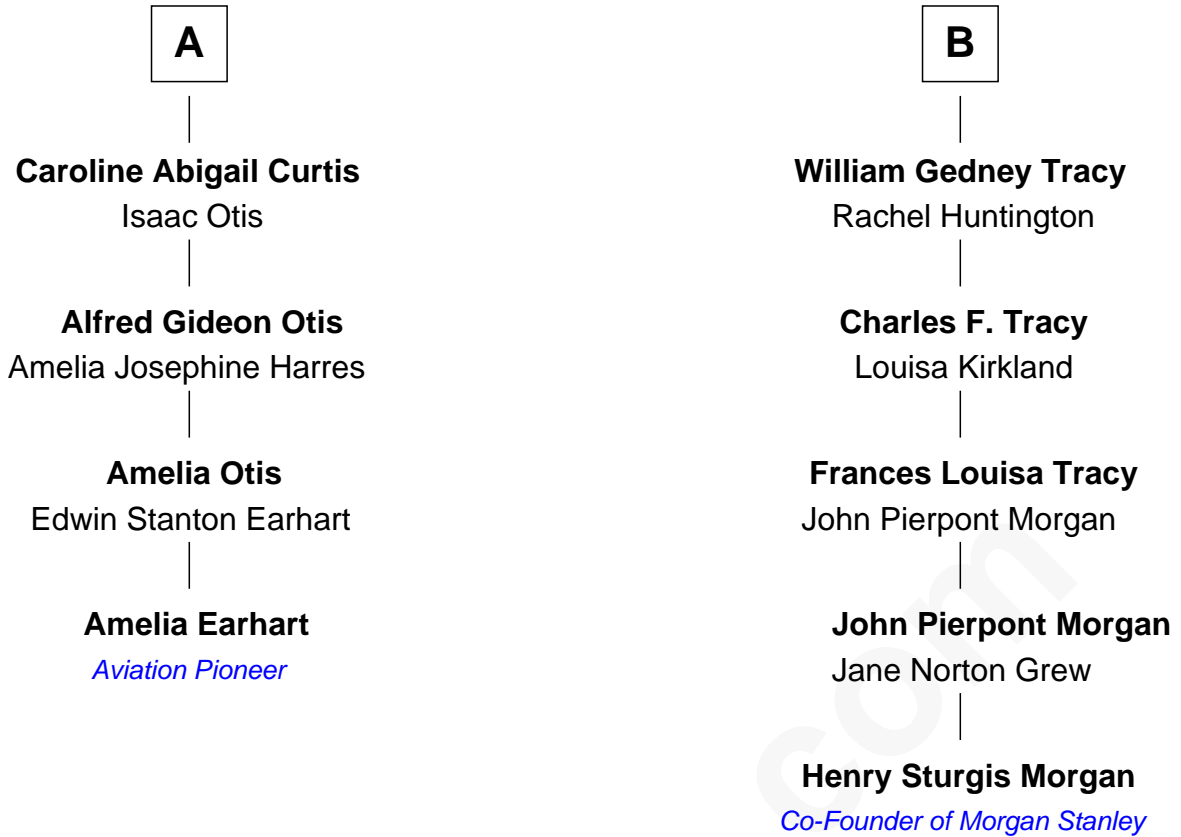 A
B
Caroline Abigail Curtis
Isaac Otis
William Gedney Tracy
Rachel Huntington
Alfred Gideon Otis
Amelia Josephine Harres
Charles F. Tracy
Louisa Kirkland
Amelia Otis
Edwin Stanton Earhart
Frances Louisa Tracy
John Pierpont Morgan
Amelia Earhart
Aviation Pioneer
John Pierpont Morgan
Jane Norton Grew
Henry Sturgis Morgan
Co-Founder of Morgan Stanley
com